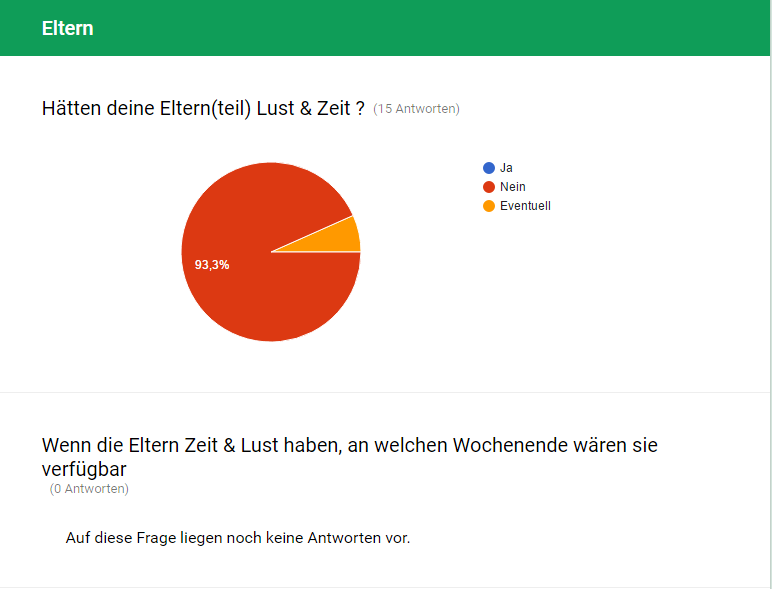 Eltern
Hätten deine Eltern(teil) Lust & Zeit ? (15 Antworten)
Ja
Nein
Eventuell
93,3%
Wenn die Eltern Zeit & Lust haben, an welchen Wochenende wären sie
verfügbar
(0 Antworten)
Auf diese Frage liegen noch keine Antworten vor.